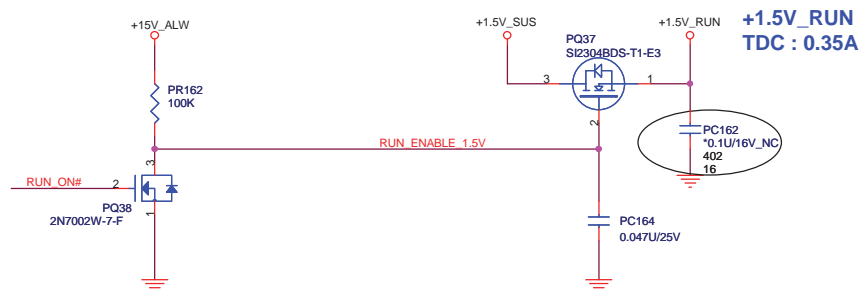 +15V_ALW
+1.5V_SUS
+1.5V_RUN
+1.5V_RUN
TDC : 0.35A
PQ37
SI2304BDS-T1-E3
3
1
2
PR162
100K
PC162
*0.1U/16V_NC
402
16
RUN_ENABLE_1.5V
3
RUN_ON#
2
1
PQ38
2N7002W-7-F
PC164
0.047U/25V